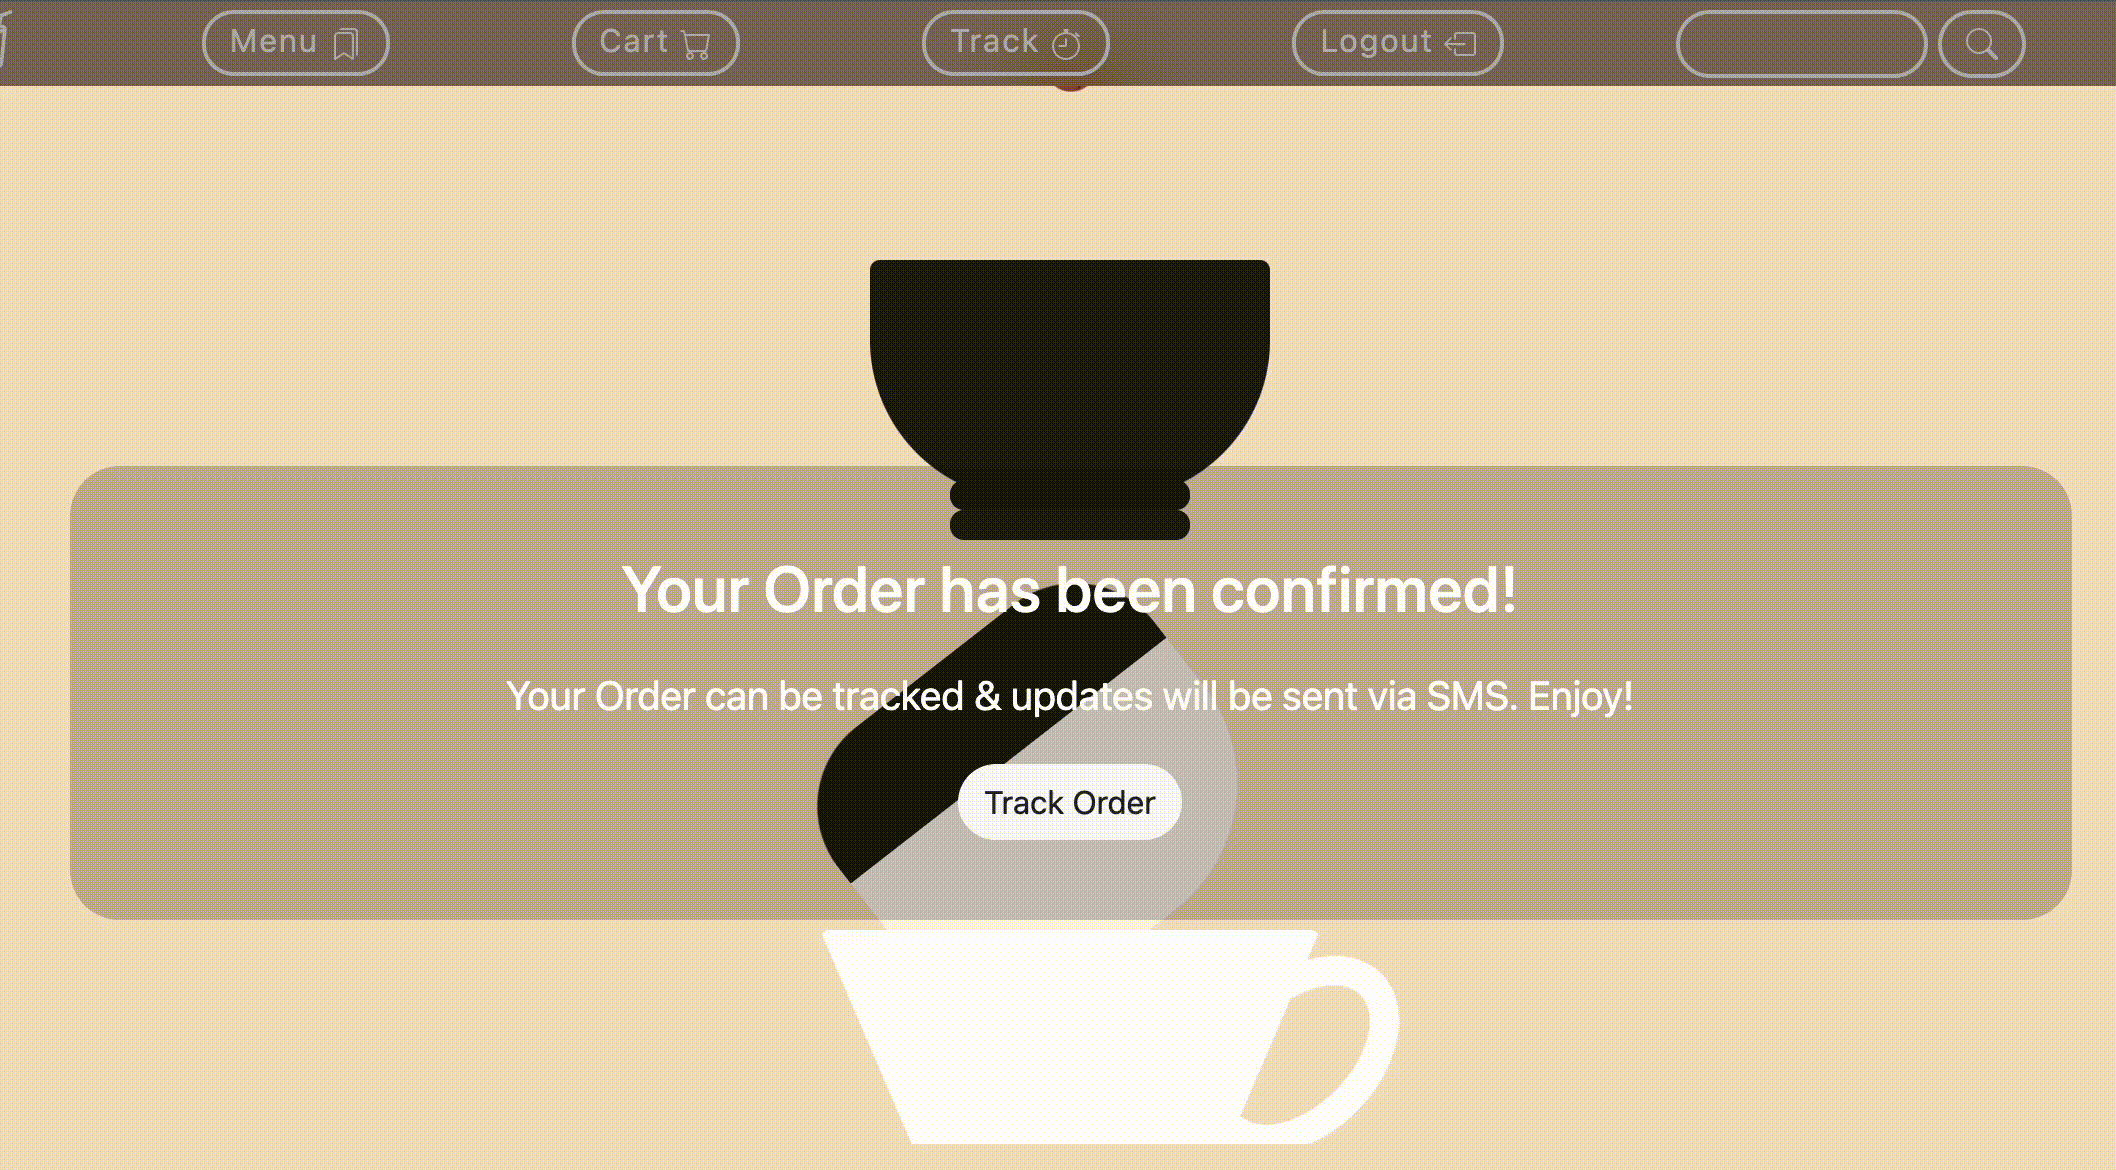 Menu
Cart
Track
Logout
Your Order has been confirmed!
Your Order can be tracked & updates will be sent via SMS. Enjoy!
Track Order